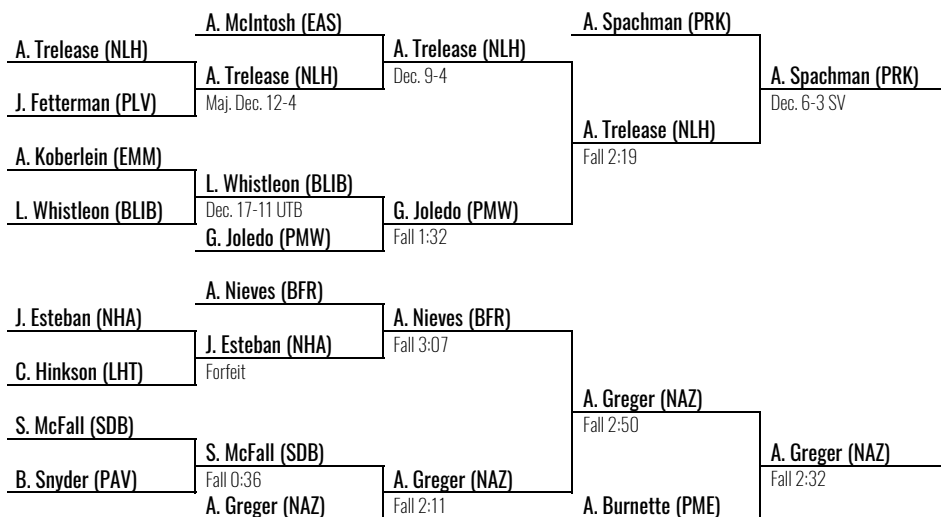 A. McIntosh (EAS)
A. Spachman (PRK)
A. Trelease (NLH)
A. Trelease (NLH)
A. Trelease (NLH)
Dec. 9-4
A. Spachman (PRK)
J. Fetterman (PLV)
Maj. Dec. 12-4
Dec. 6-3 SV
A. Trelease (NLH)
Fall 2:19
A. Koberlein (EMM)
L. Whistleon (BLIB)
L. Whistleon (BLIB)
Dec. 17-11 UTB
G. Joledo (PMW)
G. Joledo (PMW)
Fall 1:32
A. Nieves (BFR)
J. Esteban (NHA)
A. Nieves (BFR)
J. Esteban (NHA)
Fall 3:07
C. Hinkson (LHT)
Forfeit
A. Greger (NAZ)
Fall 2:50
S. McFall (SDB)
S. McFall (SDB)
A. Greger (NAZ)
B. Snyder (PAV)
Fall 0:36
A. Greger (NAZ)
Fall 2:32
A. Greger (NAZ)
Fall 2:11
A. Burnette (PME)